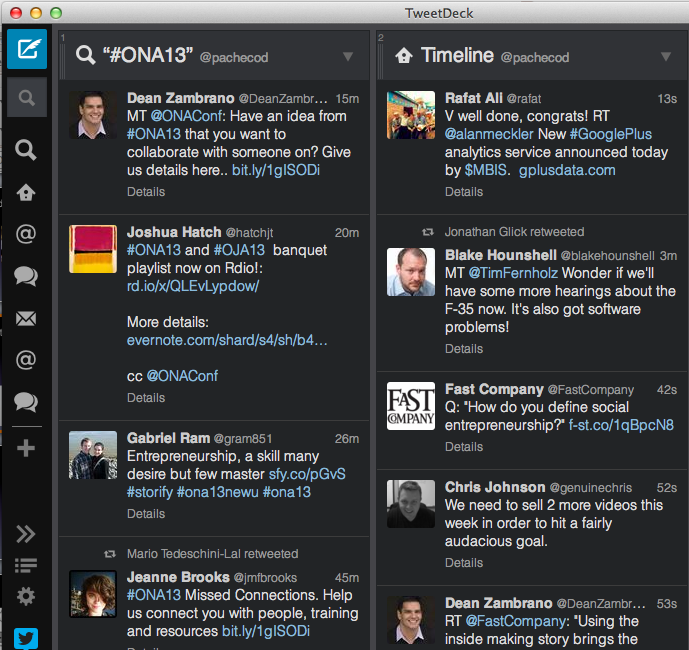 TweetDeck
1
"#ONA13" @pachecod
Dean Zambrano @DeanZambr... 15m
MT @ONAConf: Have an idea from
#ONA13 that you want to
collaborate with someone on? Give
us details here.. bit.ly/1gISODi
Details
Joshua Hatch @hatchjt 20m
#ONA13 and #OJA13 banquet
playlist now on Rdio!:
rd.io/x/QLEvLypdow/
More details:
evernote.com/shard/s4/sh/b4...
cc @ONAConf
Details
Gabriel Ram @gram851 26m
Entrepreneurship, a skill many
desire but few master sfy.co/pGvS
#storify #ona13newu #ona13
Details
Mario Tedeschini-Lal retweeted
Jeanne Brooks @jmfbrooks 45m
#ONA13 Missed Connections. Help
us connect you with people, training
and resources bit.ly/1gISODi
Details
2
Timeline @pachecod
Rafat Ali @rafat 13s
V well done, congrats! RT
@alanmeckler New #GooglePlus
analytics service announced today
by $MBIS. gplusdata.com
Details
Jonathan Glick retweeted
Blake Hounshell @blakehounshell 3m
MT @TimFernholz Wonder if we'll
have some more hearings about the
F-35 now. It's also got software
problems!
Details
FAST
COMPANY
Fast Company @FastCompany 42s
Q: "How do you define social
entrepreneurship?" f-st.co/1qBpcN8
Details
Chris Johnson @genuinechris 52s
We need to sell 2 more videos this
week in order to hit a fairly
audacious goal.
Details
Dean Zambrano @DeanZambr... 53s
RT @FastCompany: "Using the
inside making story brings the